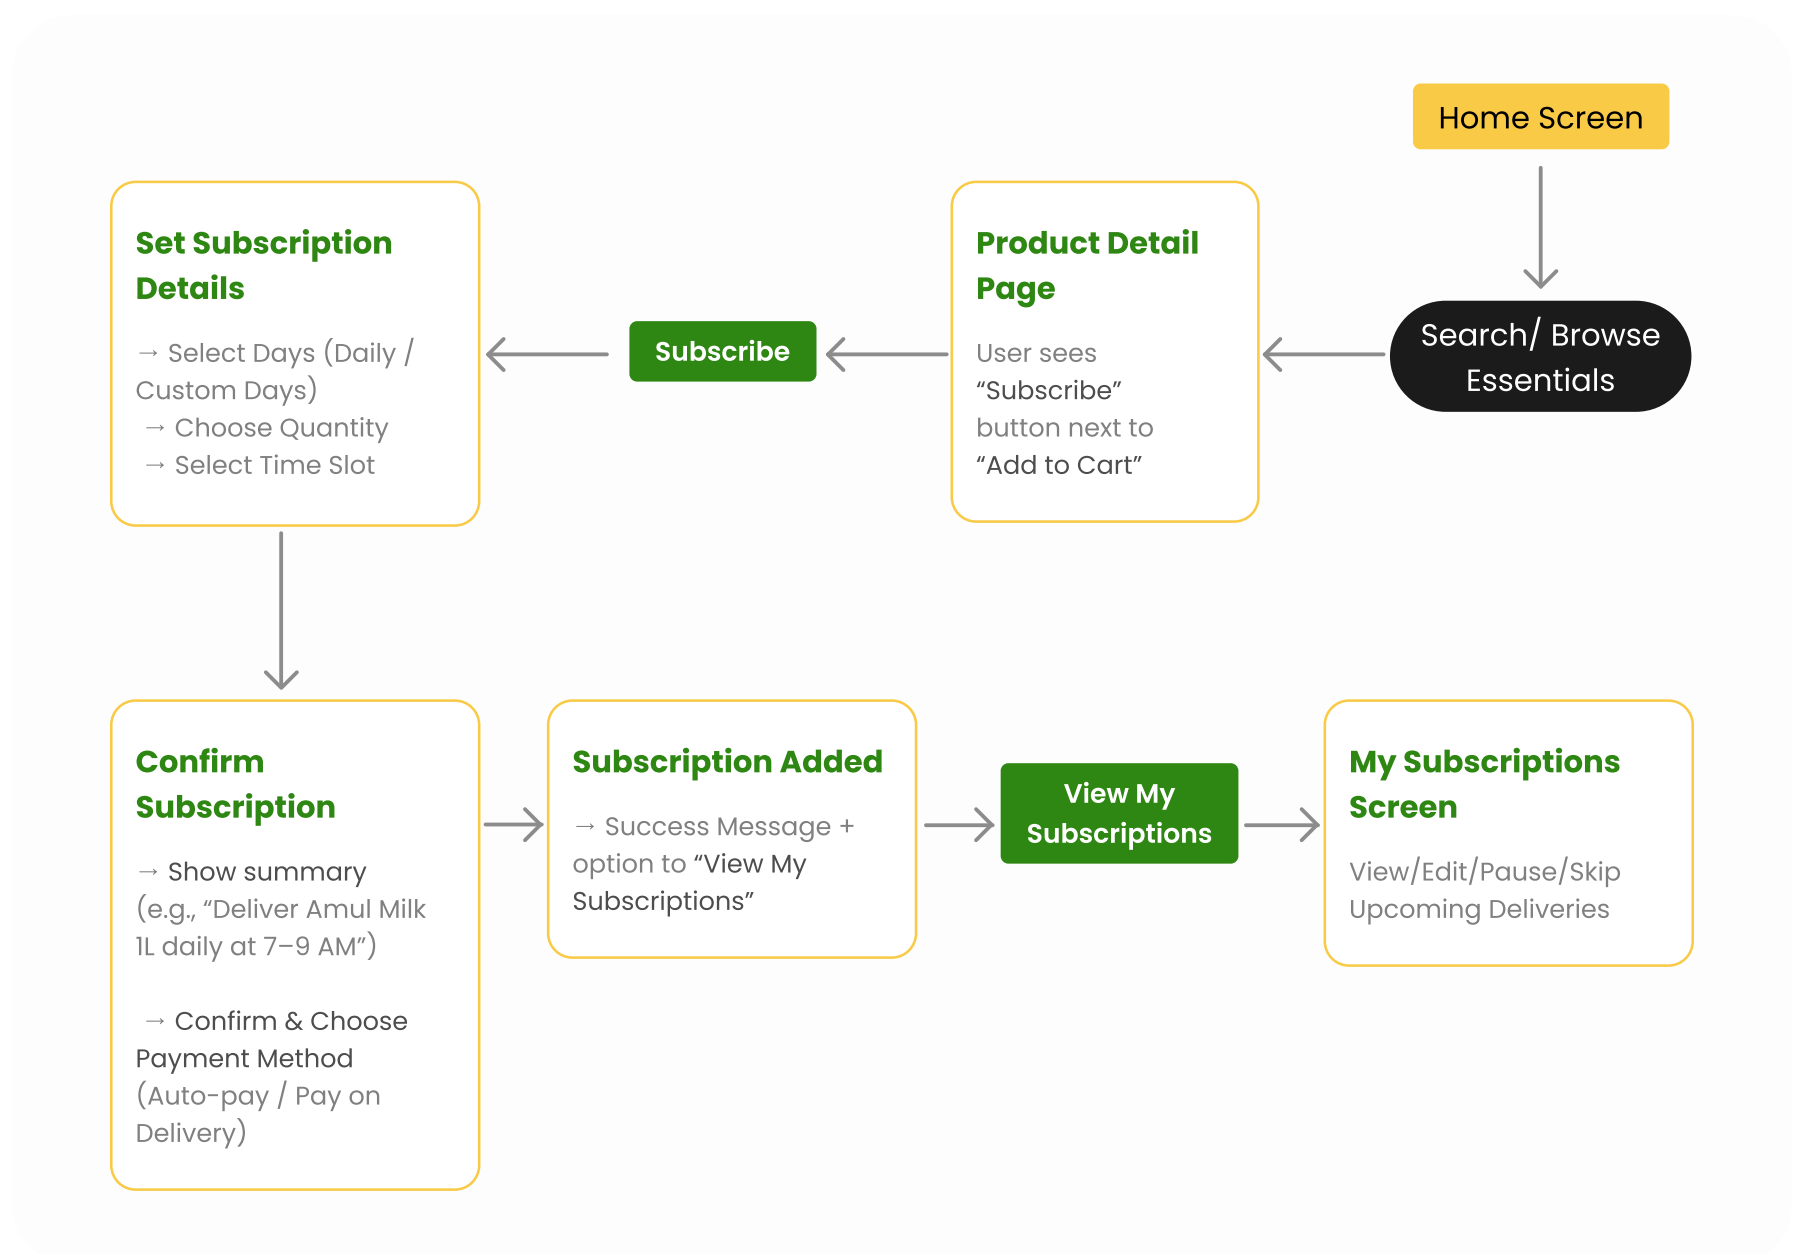 Home Screen
Search/ Browse
Essentials
Product Detail
Page
User sees
“Subscribe”
button next to
“Add to Cart”
Subscribe
Set Subscription
Details
→ Select Days (Daily /
Custom Days)
→ Choose Quantity
→ Select Time Slot
Confirm
Subscription
→ Show summary
(e.g., “Deliver Amul Milk
1L daily at 7–9 AM”)
→ Confirm & Choose
Payment Method
(Auto-pay / Pay on
Delivery)
Subscription Added
→ Success Message +
option to “View My
Subscriptions”
View My
Subscriptions
My Subscriptions
Screen
View/Edit/Pause/Skip
Upcoming Deliveries